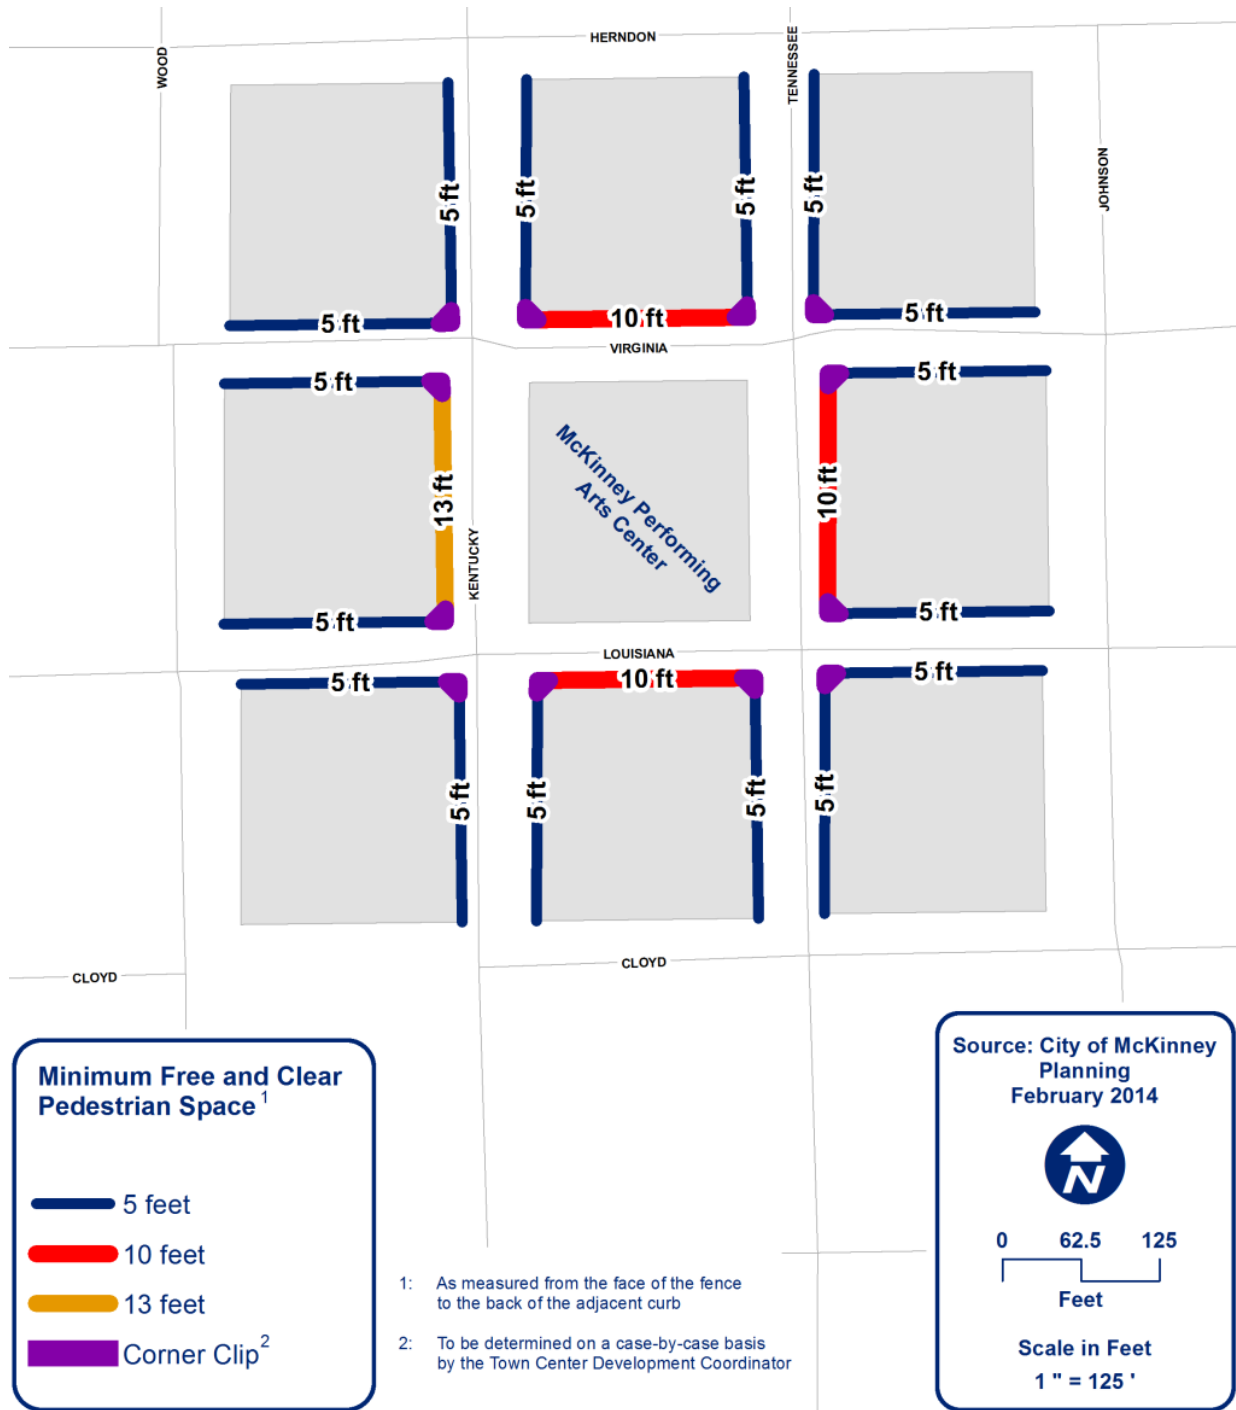 HERNDON
WOOD
TENNESSEE
JOHNSON
5 ft
5 ft
5 ft
5 ft
5 ft
10 ft
5 ft
VIRGINIA
5 ft
5 ft
McKinney Performing
Arts Center
13 ft
10 ft
KENTUCKY
5 ft
5 ft
LOUISIANA
5 ft
10 ft
5 ft
5 ft
5 ft
5 ft
5 ft
CLOYD
CLOYD
Minimum Free and Clear
Pedestrian Space 1
5 feet
10 feet
13 feet
Corner Clip 2
1: As measured from the face of the fence
to the back of the adjacent curb
2: To be determined on a case-by-case basis
by the Town Center Development Coordinator
Source: City of McKinney
Planning
February 2014
N
0 62.5 125
Feet
Scale in Feet
1 " = 125 '